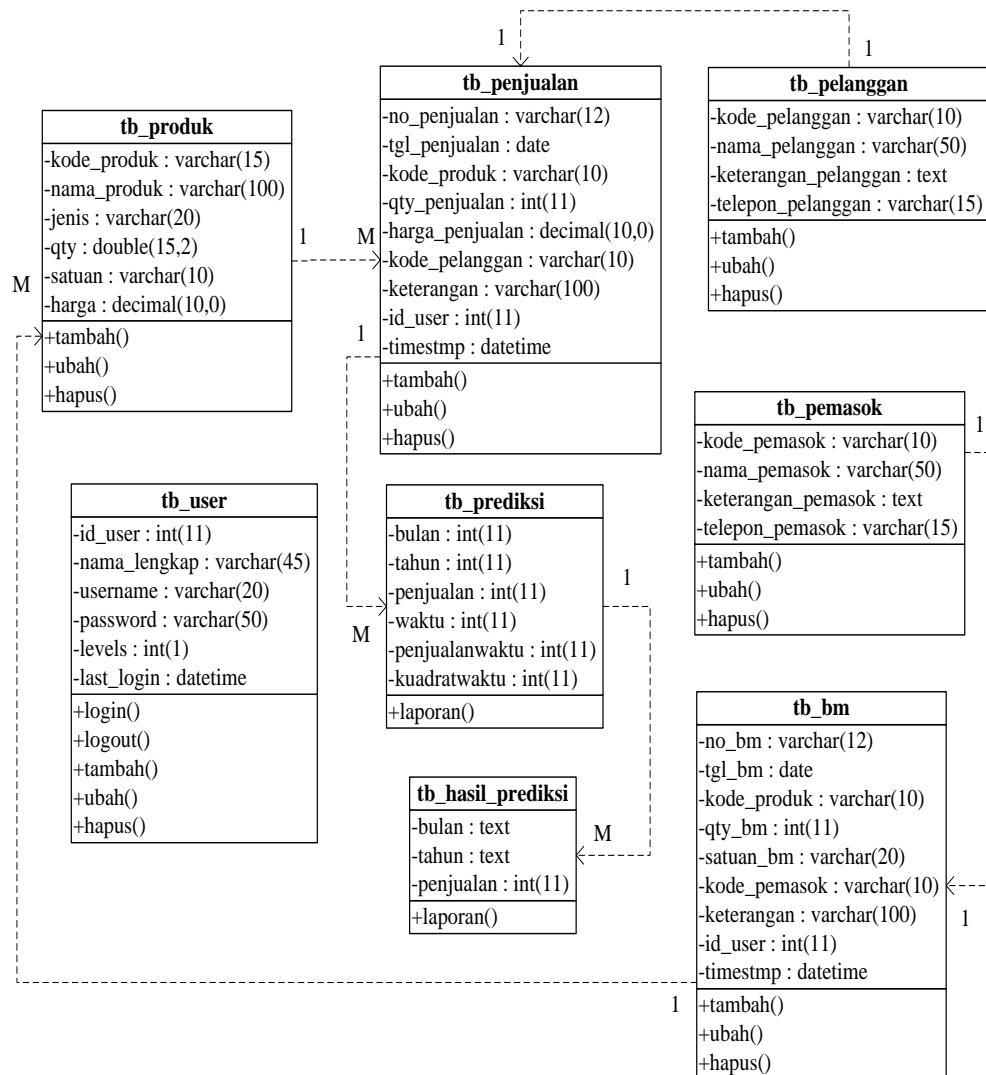 1
1
tb_penjualan
-no_penjualan : varchar(12)
-tgl_penjualan : date
-kode_produk : varchar(10)
-qty_penjualan : int(11)
-harga_penjualan : decimal(10,0)
-kode_pelanggan : varchar(10)
-keterangan : varchar(100)
-id_user : int(11)
-timestmp : datetime
+tambah()
+ubah()
+hapus()
tb_pelanggan
-kode_pelanggan : varchar(10)
-nama_pelanggan : varchar(50)
-keterangan_pelanggan : text
-telepon_pelanggan : varchar(15)
+tambah()
+ubah()
+hapus()
tb_produk
-kode_produk : varchar(15)
-nama_produk : varchar(100)
-jenis : varchar(20)
-qty : double(15,2)
-satuan : varchar(10)
-harga : decimal(10,0)
+tambah()
+ubah()
+hapus()
1
M
M
1
tb_pemasok
-kode_pemasok : varchar(10)
-nama_pemasok : varchar(50)
-keterangan_pemasok : text
-telepon_pemasok : varchar(15)
+tambah()
+ubah()
+hapus()
1
tb_user
-id_user : int(11)
-nama_lengkap : varchar(45)
-username : varchar(20)
-password : varchar(50)
-levels : int(1)
-last_login : datetime
+login()
+logout()
+tambah()
+ubah()
+hapus()
tb_prediksi
-bulan : int(11)
-tahun : int(11)
-penjualan : int(11)
-waktu : int(11)
-penjualanwaktu : int(11)
-kuadratwaktu : int(11)
+laporan()
M
1
tb_hasil_prediksi
-bulan : text
-tahun : text
-penjualan : int(11)
+laporan()
M
tb_bm
-no_bm : varchar(12)
-tgl_bm : date
-kode_produk : varchar(10)
-qty_bm : int(11)
-satuan_bm : varchar(20)
-kode_pemasok : varchar(10)
-keterangan : varchar(100)
-id_user : int(11)
-timestmp : datetime
+tambah()
+ubah()
+hapus()
1
1